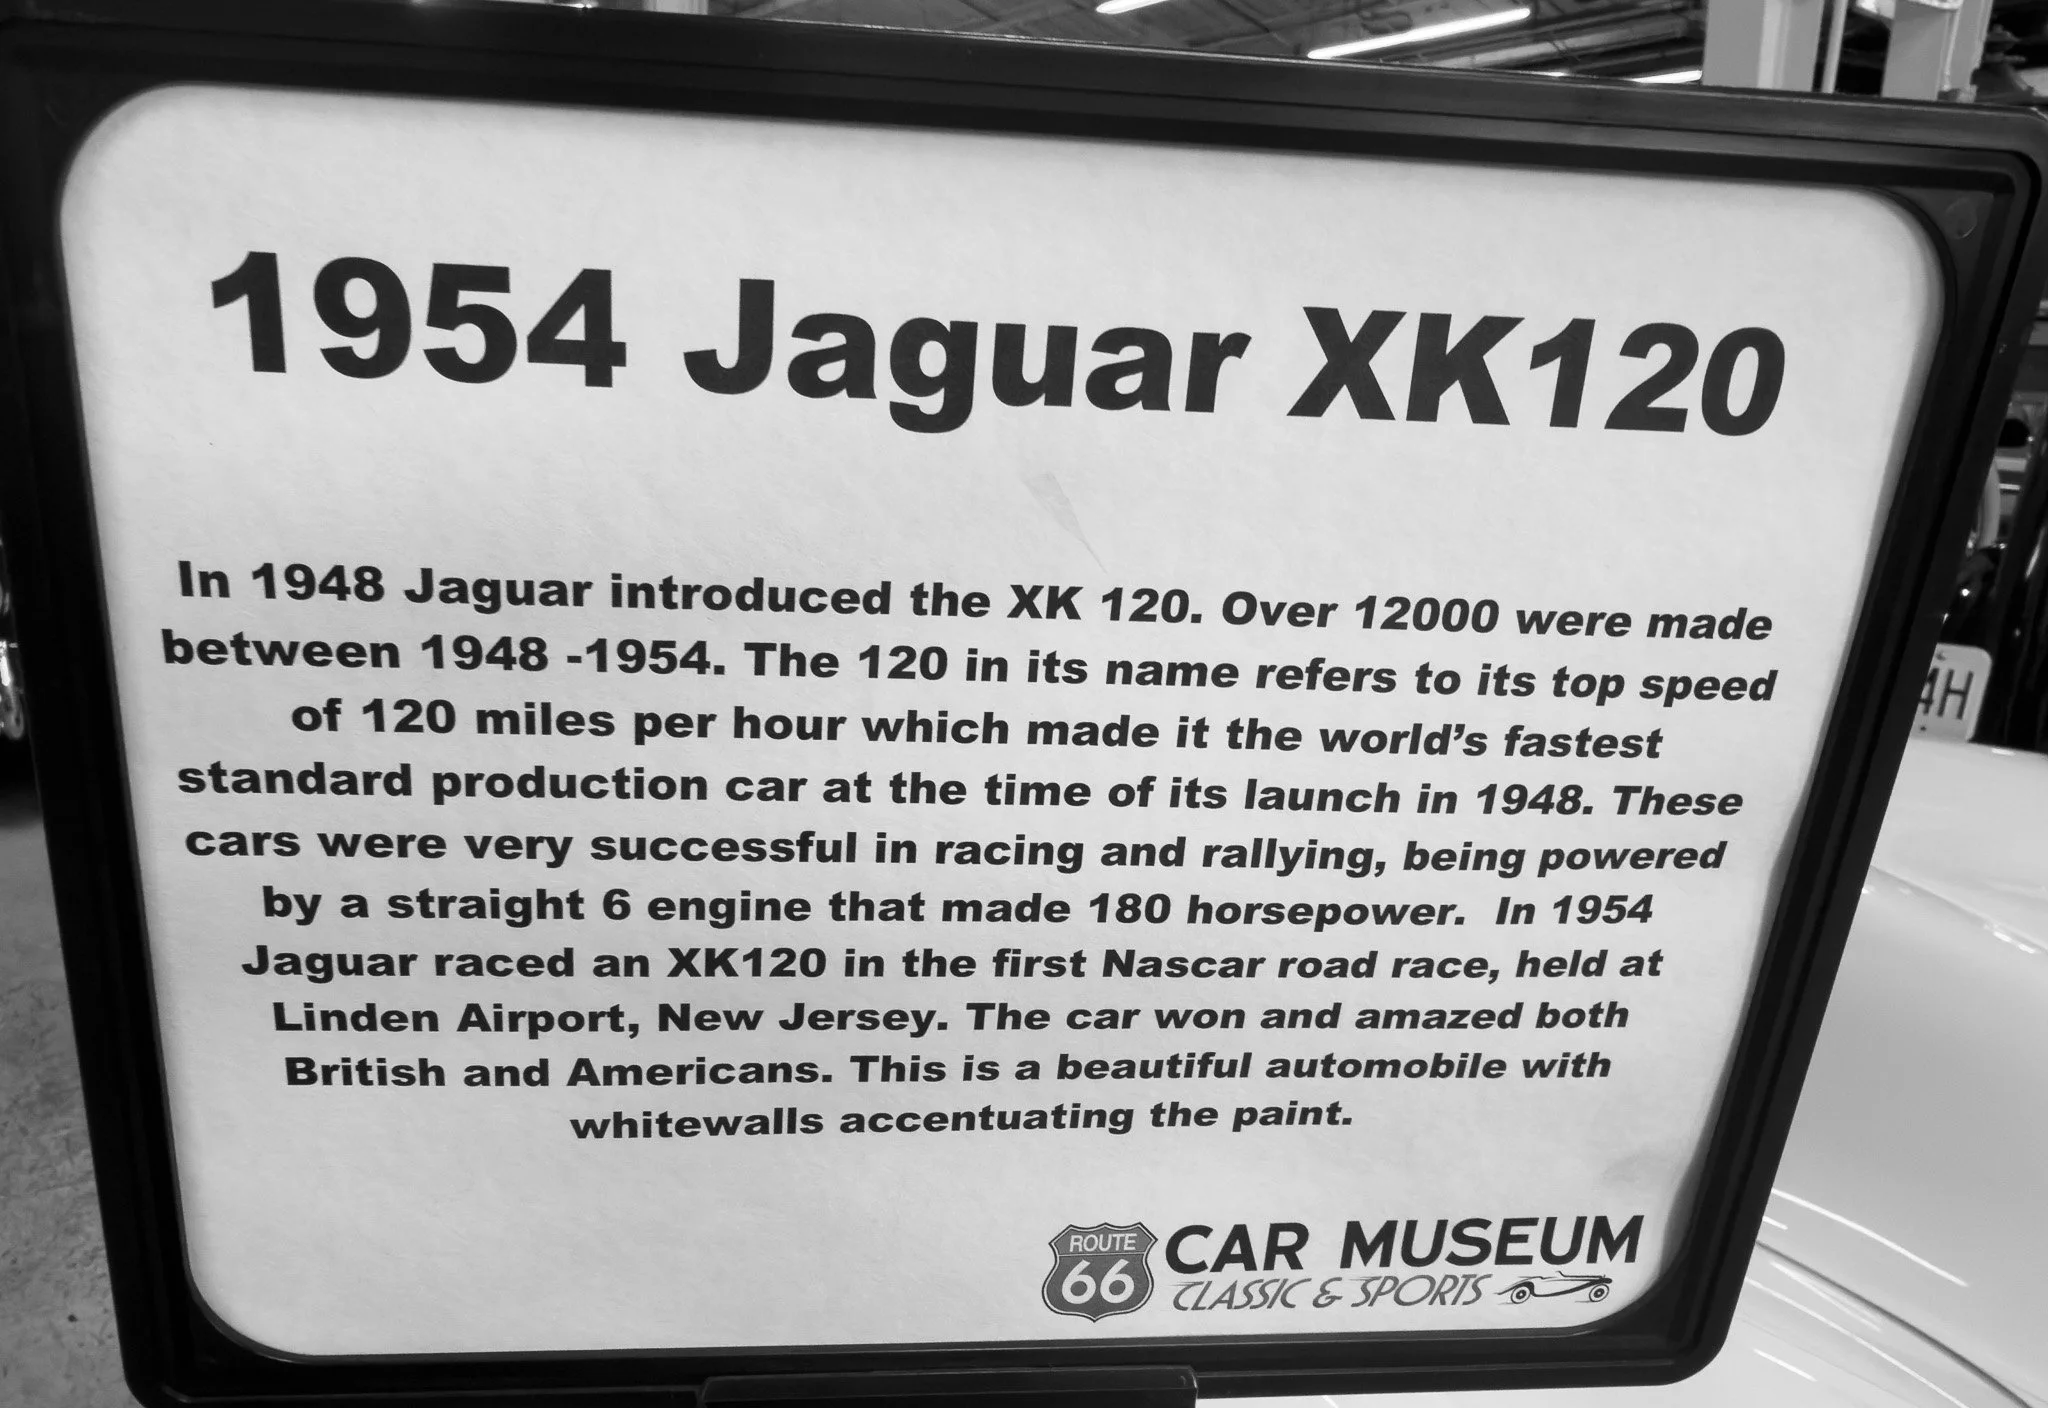 1954 Jaguar XK120
In 1948 Jaguar introduced the XK 120. Over 12000 were made
between 1948 -1954. The 120 in its name refers to its top speed
of 120 miles per hour which made it the world's fastest
standard production car at the time of its launch in 1948. These
cars were very successful in racing and rallying, being powered
by a straight 6 engine that made 180 horsepower.  In 1954
Jaguar raced an XK120 in the first Nascar road race, held at
Linden Airport, New Jersey. The car won and amazed both
British and Americans. This is a beautiful automobile with
whitewalls accentuating the paint.
ROUTE
66
CAR MUSEUM
CLASSIC & SPORTS